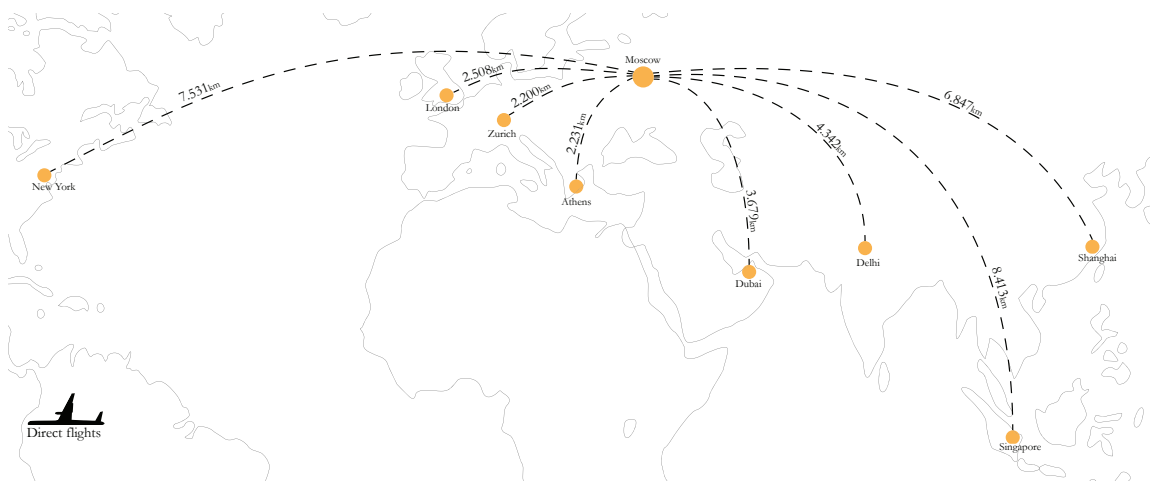 Moscow
2.508km
London
7.531km
2.200km
Zurich
2.231km
Athens
New York
6.847km
4.342km
3.679km
Dubai
Delhi
Shanghai
8.413km
Singapore
Direct flights